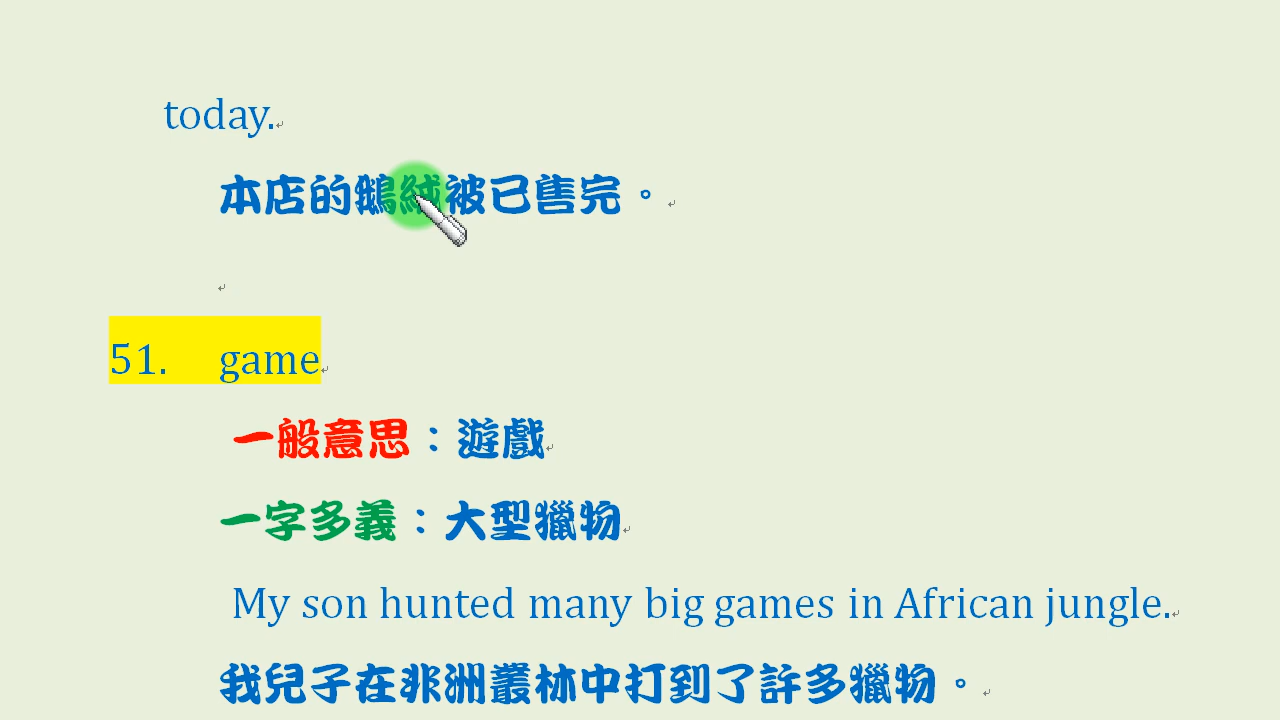 today.
本店的鵝絨被已售完。
51. game
一般意思：遊戲
一字多義：大型獵物
My son hunted many big games in African jungle.
我兒子在非洲叢林中打到了許多獵物。